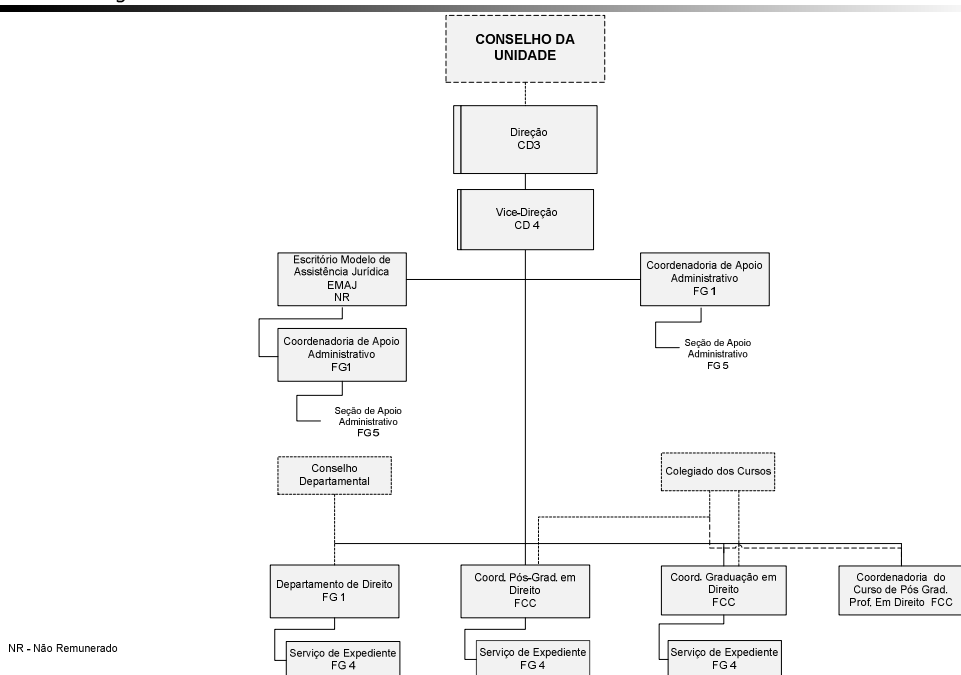 CONSELHO DA
UNIDADE
Direção
CD3
Vice-Direção
CD 4
Escritório Modelo de
Assistência Jurídica
EMAJ
NR
Coordenadoria de Apoio
Administrativo
FG 1
Coordenadoria de Apoio
Administrativo
FG1
Seção de Apoio
Administrativo
FG 5
Seção de Apoio
Administrativo
FG5
Conselho
Departamental
Colegiado dos Cursos
Departamento de Direito
FG 1
Coord. Pós-Grad. em
Direito
FCC
Coord. Graduação em
Direito
FCC
Coordenadoria do
Curso de Pós Grad.
Prof. Em Direito FCC
Serviço de Expediente
FG 4
Serviço de Expediente
FG 4
Serviço de Expediente
FG 4
NR - Não Remunerado